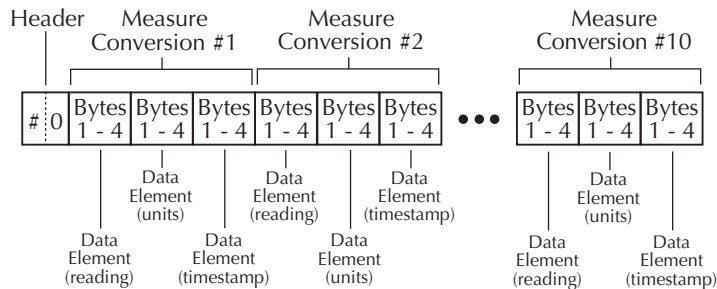 Header
Measure
Conversion #1
Measure
Conversion #2
Measure
Conversion #10
# 0
Bytes
1 - 4
Bytes
1 - 4
Bytes
1 - 4
Bytes
1 - 4
Bytes
1 - 4
Bytes
1 - 4
•••
Bytes
1 - 4
Bytes
1 - 4
Bytes
1 - 4
Data
Element
(reading)
Data
Element
(units)
Data
Element
(timestamp)
Data
Element
(reading)
Data
Element
(units)
Data
Element
(timestamp)
Data
Element
(reading)
Data
Element
(units)
Data
Element
(timestamp)